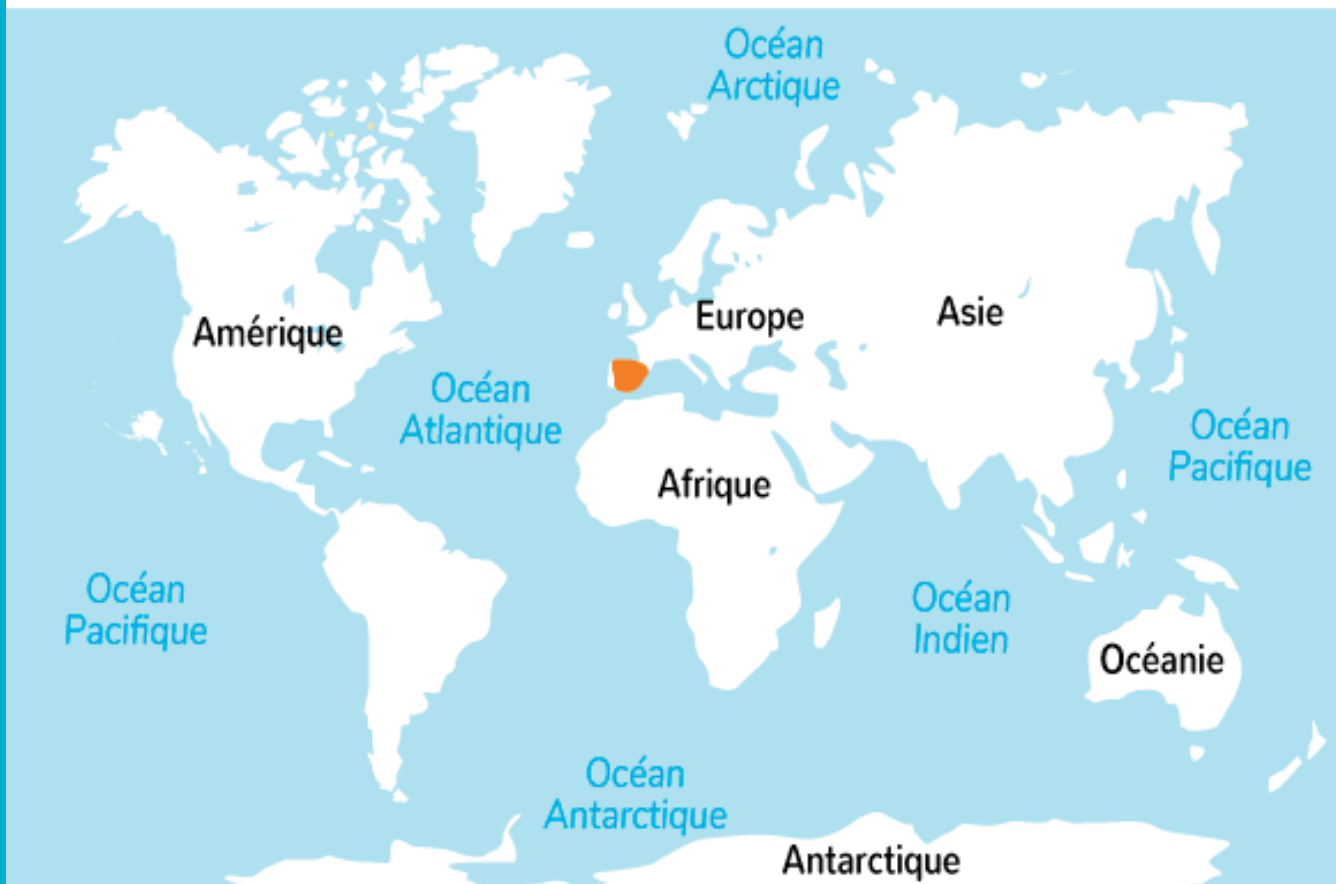 Océan
Arctique
Amérique
Europe
Asie
Océan
Atlantique
Océan
Pacifique
Afrique
Océan
Pacifique
Océan
Indien
Océanie
Océan
Antarctique
Antarctique